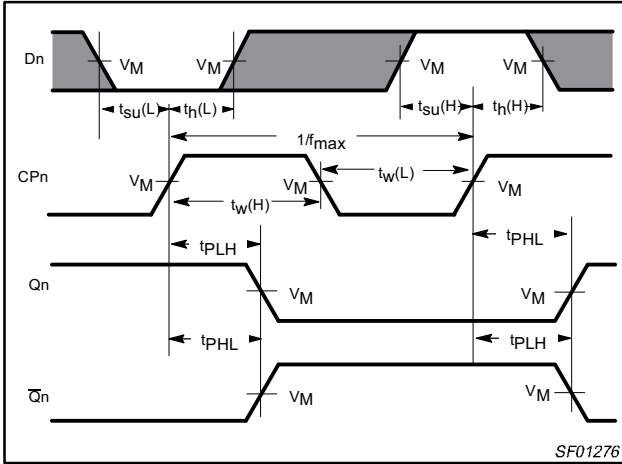 Dn
VM VM VM VM
tsu(L) th(L) tsu(H) th(H)
1/fmax
CPn
VM VM tw(L) VM
tw(H)
tPLH tPHL
Qn
VM VM
tPHL tPLH
Q̅n
VM VM
SF01276